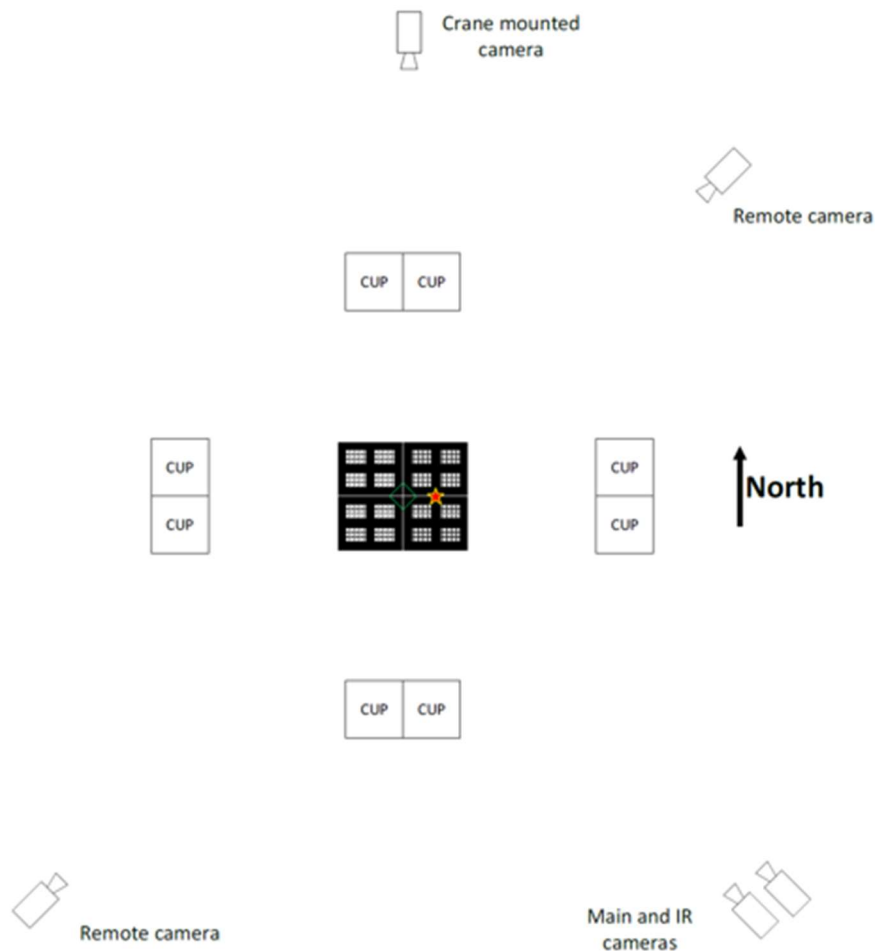 Crane mounted
camera
Remote camera
CUP CUP
CUP
CUP
CUP
CUP
North
CUP CUP
Remote camera
Main and IR
cameras